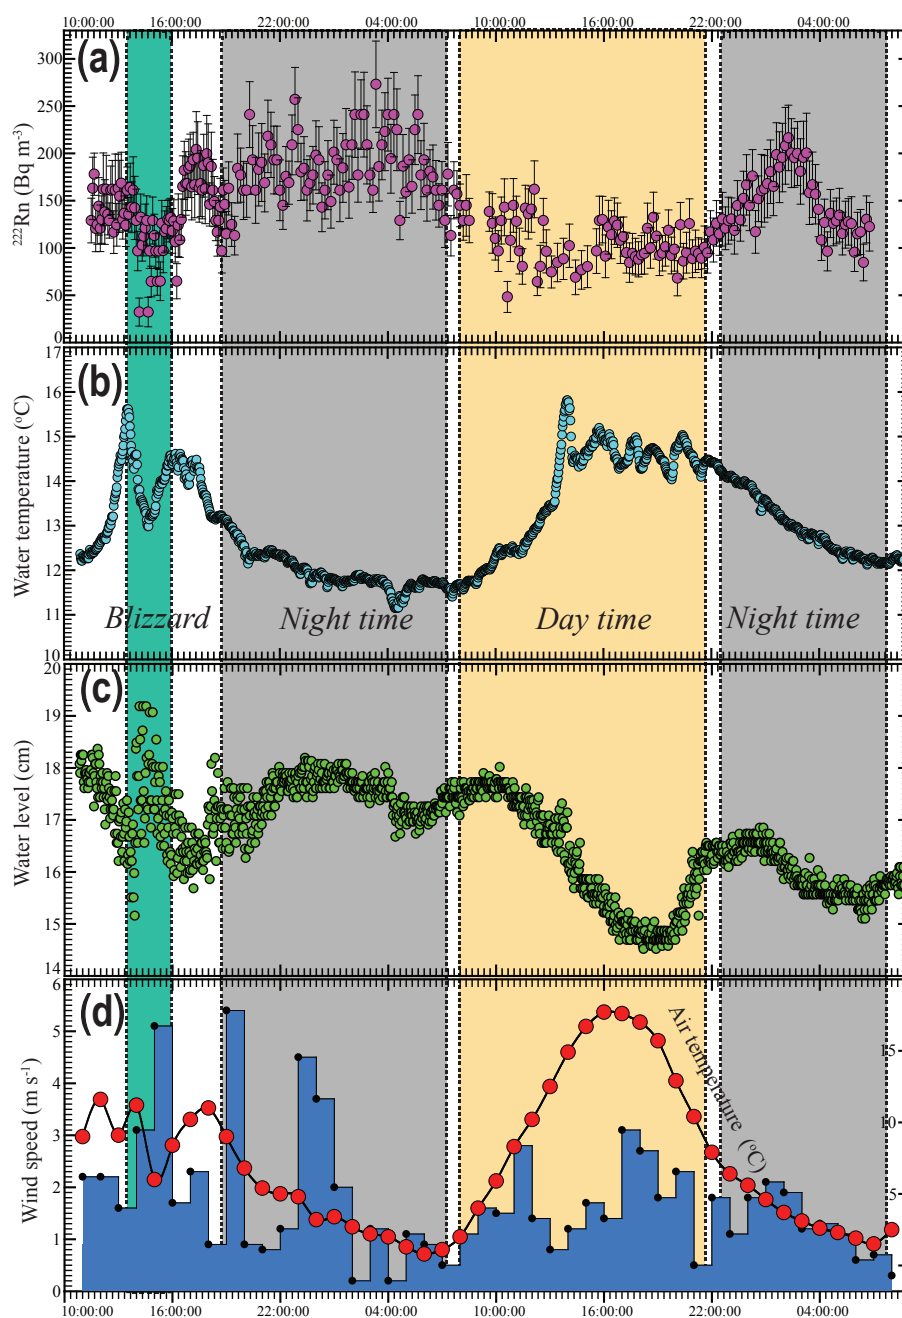 10:00:00 16:00:00 22:00:00 04:00:00 10:00:00 16:00:00 22:00:00 04:00:00
(a)
300
250
200
150
100
50
0
²²²Rn (Bq m⁻³)
(b)
17
16
15
14
13
12
11
10
Water temperature (°C)
Blizzard Night time Day time Night time
(c)
20
19
18
17
16
15
14
Water level (cm)
(d)
6
5
4
3
2
1
0
Wind speed (m s⁻¹)
Air temperature (°C)
15
10
5
10:00:00 16:00:00 22:00:00 04:00:00 10:00:00 16:00:00 22:00:00 04:00:00